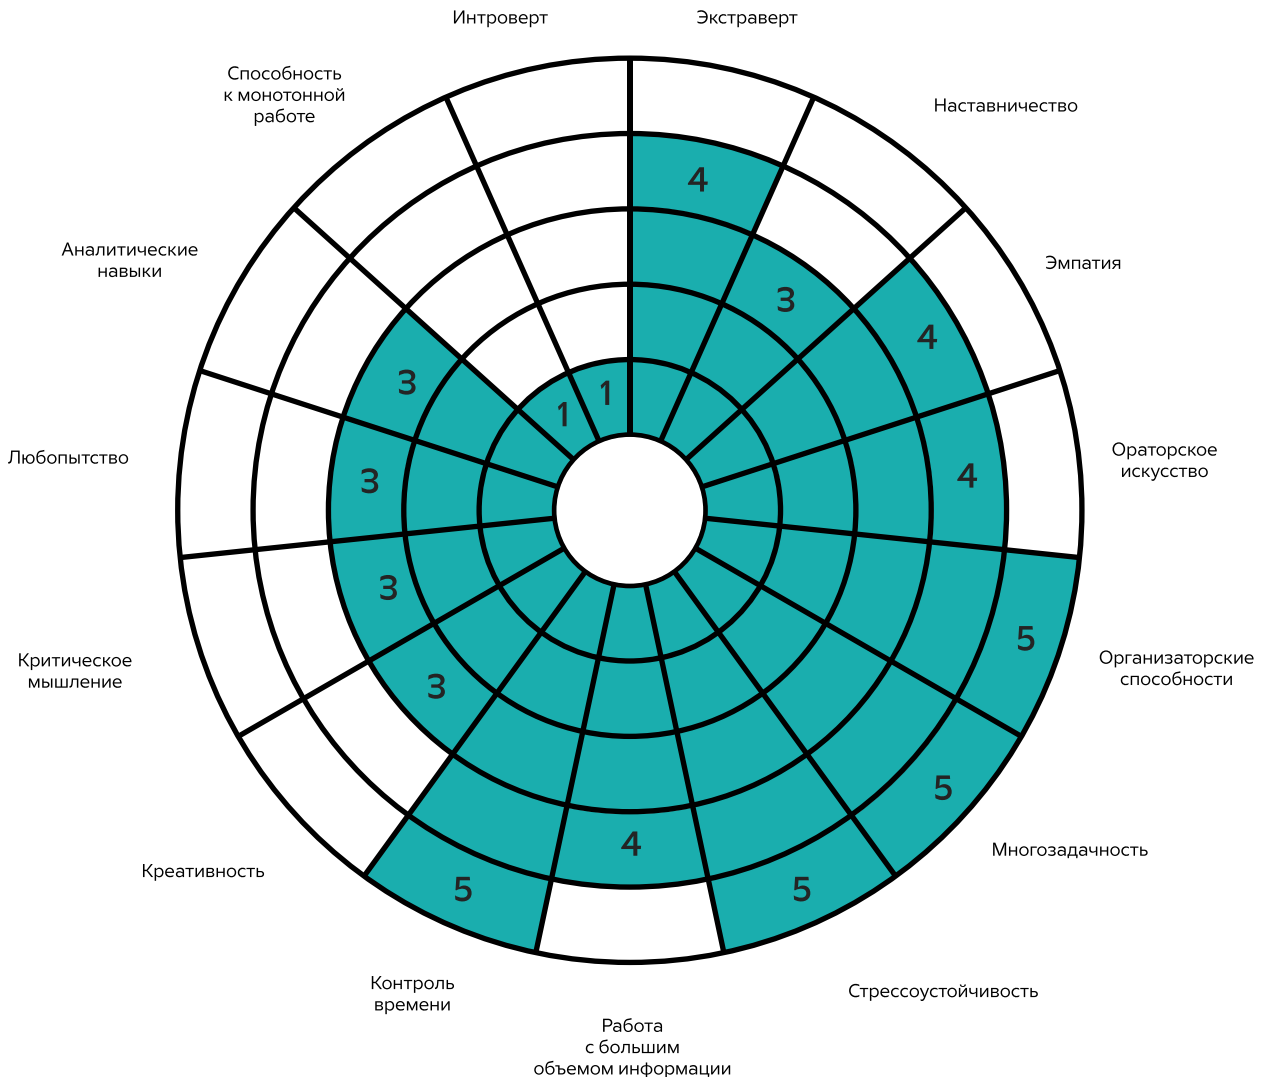 Интроверт
Экстраверт
Способность
к монотонной
работе
Наставничество
Аналитические
навыки
Эмпатия
Любопытство
Ораторское
искусство
Критическое
мышление
Организаторские
способности
Креативность
Многозадачность
Контроль
времени
Стрессоустойчивость
Работа
с большим
объемом информации
4
3
4
3
1
1
3
4
3
5
3
5
4
5
5